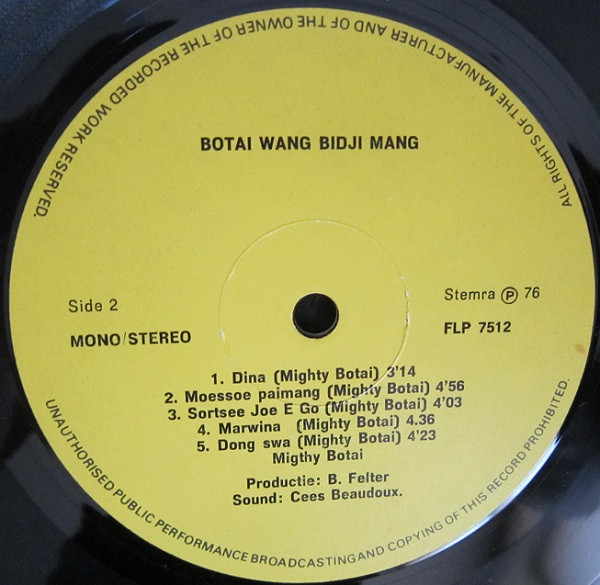 ALL RIGHTS OF THE MANUFACTURER AND OF THE OWNER OF THE RECORDED WORK RESERVED.
BOTAI WANG BIDJI MANG
Side 2
Stemra Ⓟ 76
MONO/STEREO
FLP 7512
1. Dina (Mighty Botai) 3'14
2. Moessoe paimang (Mighty Botai) 4'56
3. Sortsee Joe E Go (Mighty Botai) 4'03
4. Marwina (Mighty Botai) 4.36
5. Dong swa (Mighty Botai) 4'23
Migthy Botai
Productie: B. Felter
Sound: Cees Beaudoux.
UNAUTHORISED PUBLIC PERFORMANCE BROADCASTINGAND COPYING OF THIS RECORD PROHIBITED.